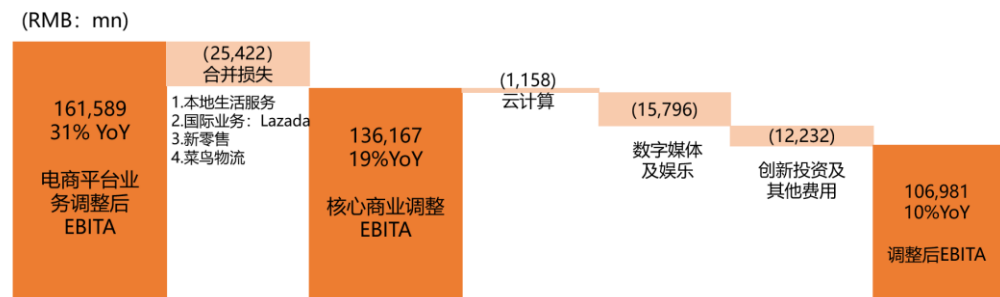 (RMB：mn)
161,589
31% YoY
电商平台业
务调整后
EBITA
(25,422)
合并损失
1.本地生活服务
2.国际业务：Lazada
3.新零售
4.菜鸟物流
136,167
19%YoY
核心商业调整
EBITA
(1,158)
云计算
(15,796)
数字媒体
及娱乐
(12,232)
创新投资及
其他费用
106,981
10%YoY
调整后EBITA